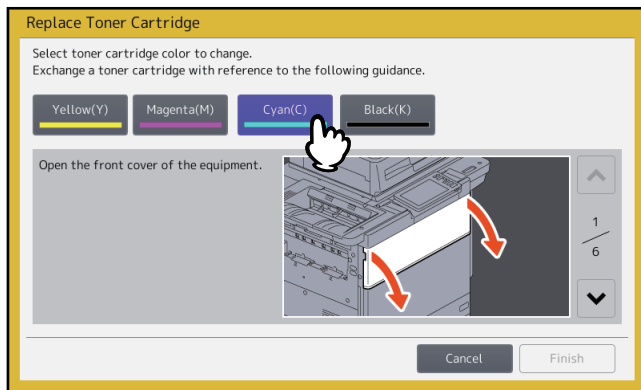 Replace Toner Cartridge
Select toner cartridge color to change.
Exchange a toner cartridge with reference to the following guidance.
Yellow(Y) Magenta(M) Cyan(C) Black(K)
Open the front cover of the equipment.
1
6
Cancel Finish